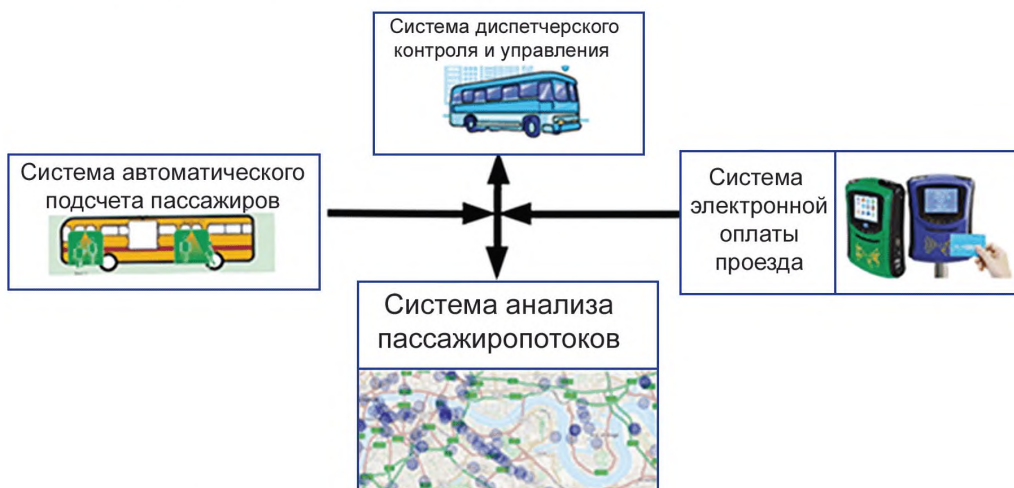 Система диспетчерского
контроля и управления
Система автоматического
подсчета пассажиров
Система
электронной
оплаты
проезда
Система анализа
пассажиропотоков